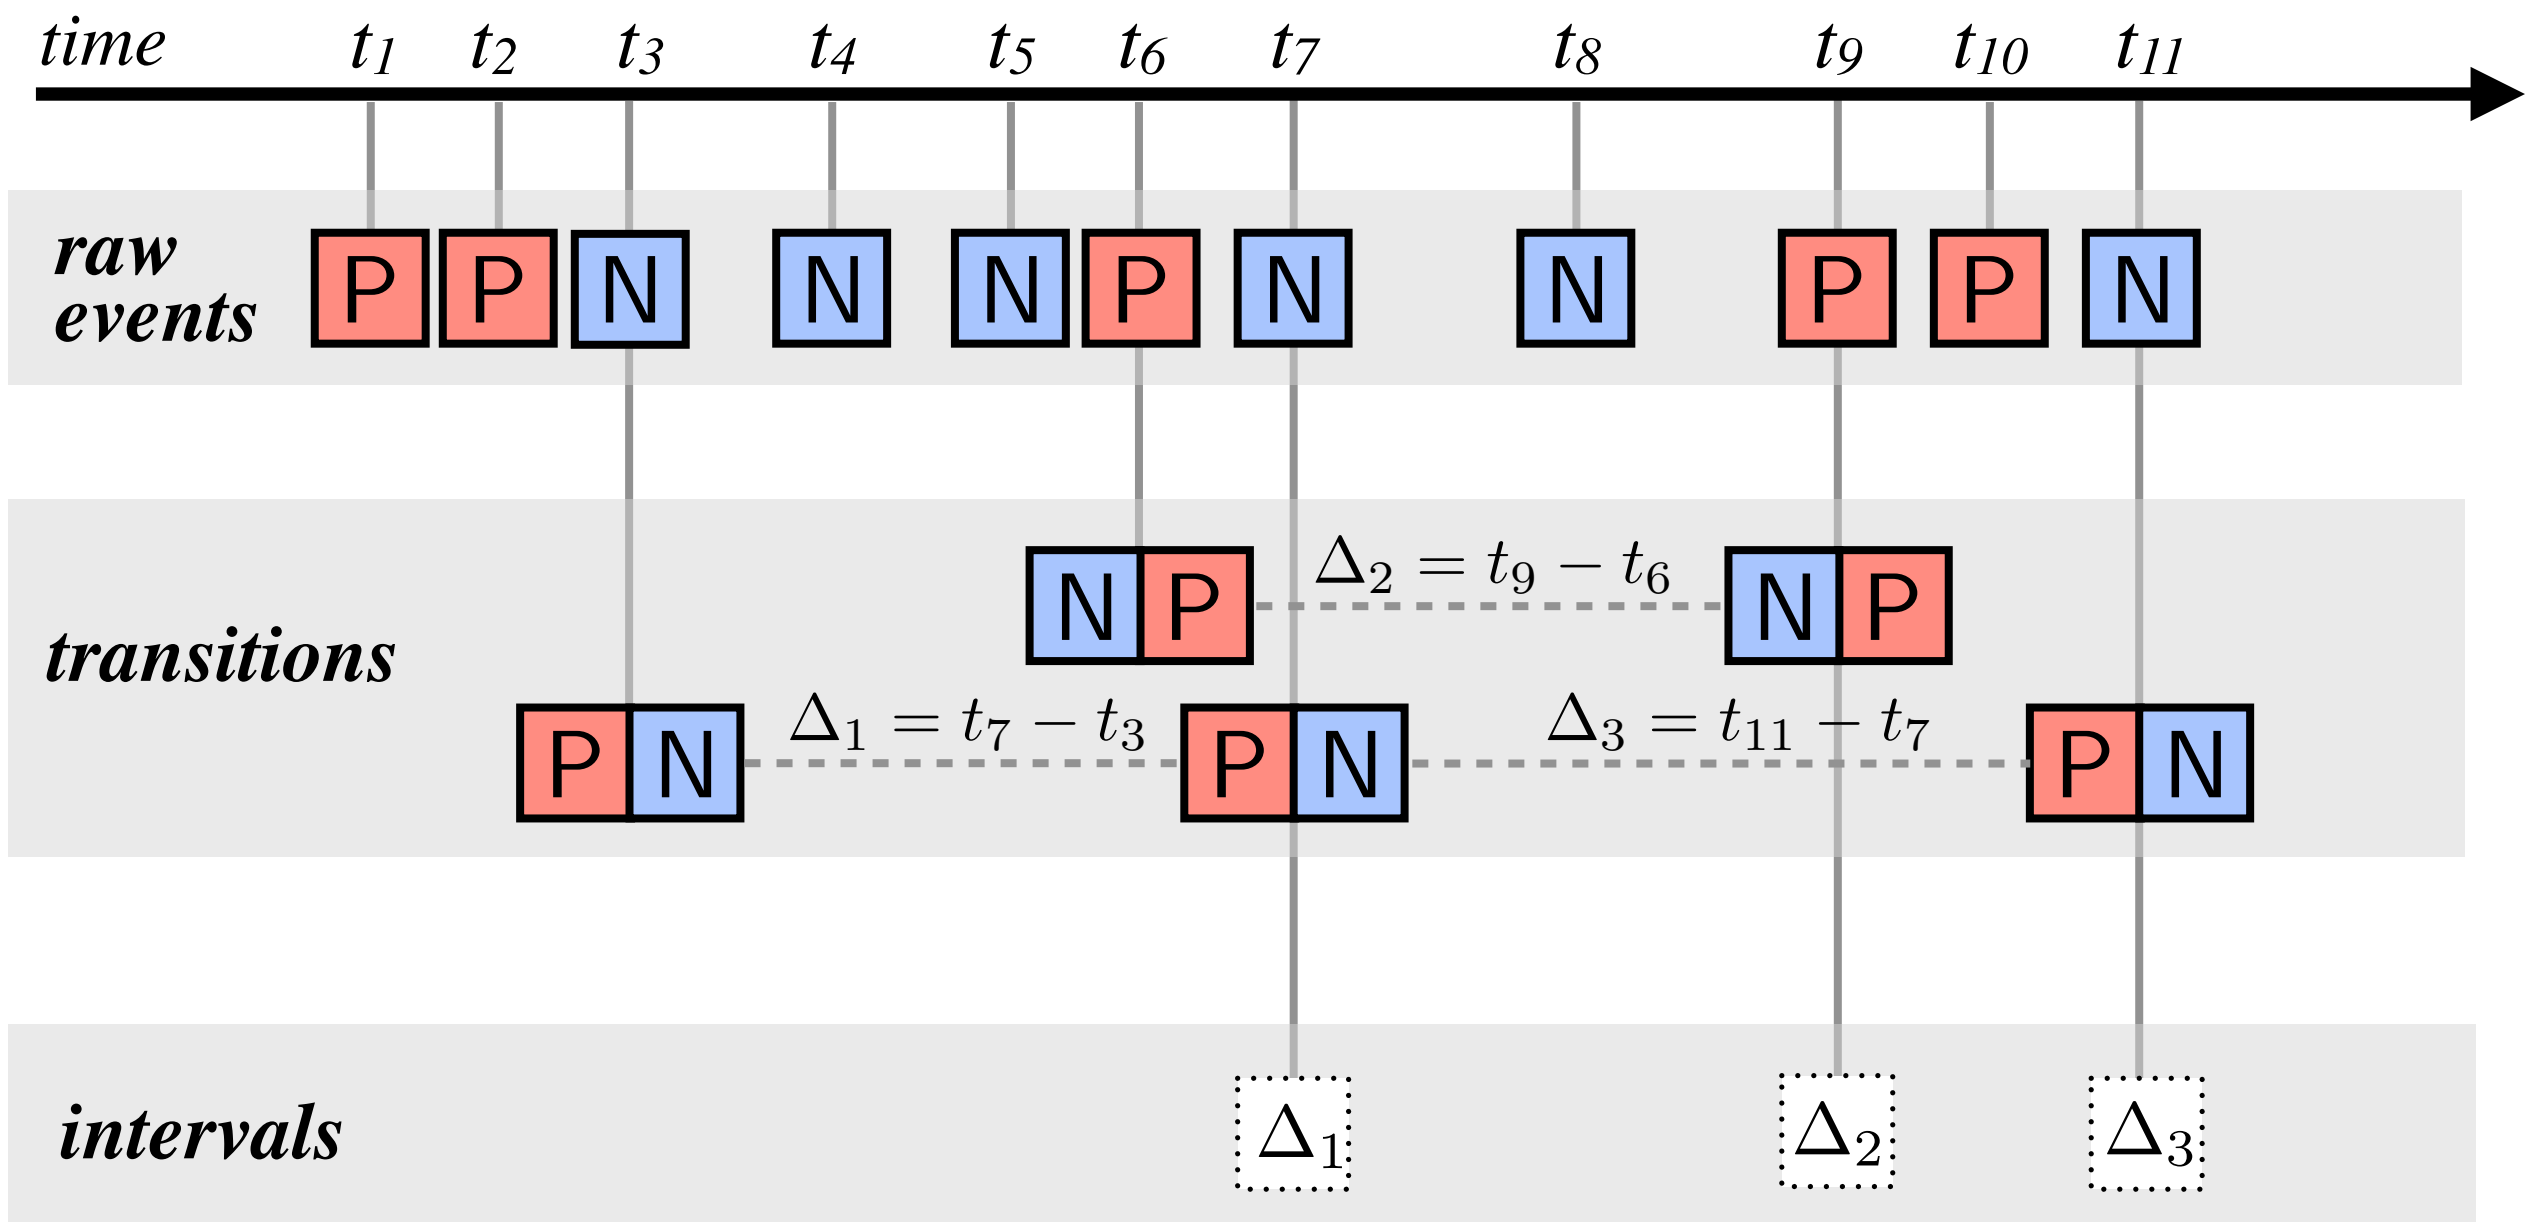 time t1 t2 t3 t4 t5 t6 t7 t8 t9 t10 t11
raw
events
P P N N N P N N P P N
transitions
N P Δ2 = t9 − t6 N P
P N Δ1 = t7 − t3 P N Δ3 = t11 − t7 P N
intervals
Δ1 Δ2 Δ3